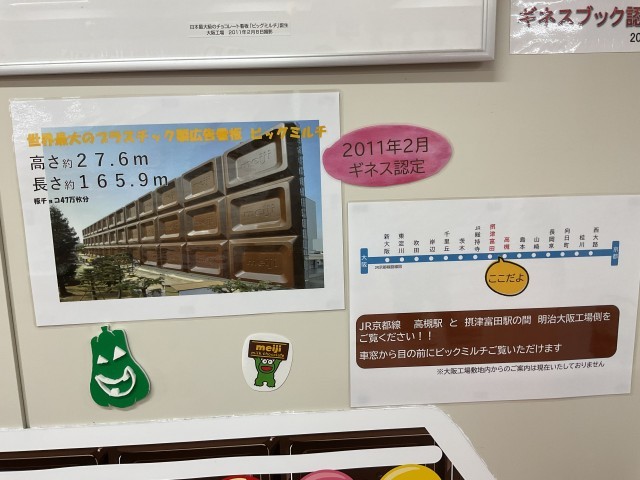 日本最大級のチョコレート看板「ビッグミルチ」認定
大阪工場 2011年2月8日撮影
ギネスブック認
20
世界最大のプラスチック製広告看板 ビッグミルチ
高さ約27.6m
長さ約165.9m
板チョコ47万枚分
2011年2月
ギネス認定
大阪
新大阪
東淀川
吹田
岸辺
千里丘
茨木
JR総持寺
摂津富田
高槻
島本
山崎
長岡京
向日町
桂川
西大路
京都
ここだよ
JR京都線 高槻駅 と 摂津富田駅の間 明治大阪工場側を
ご覧ください!!
車窓から目の前にビックミルチご覧いただけます
※大阪工場敷地内からのご案内は現在いたしておりません
meiji
milk chocolate